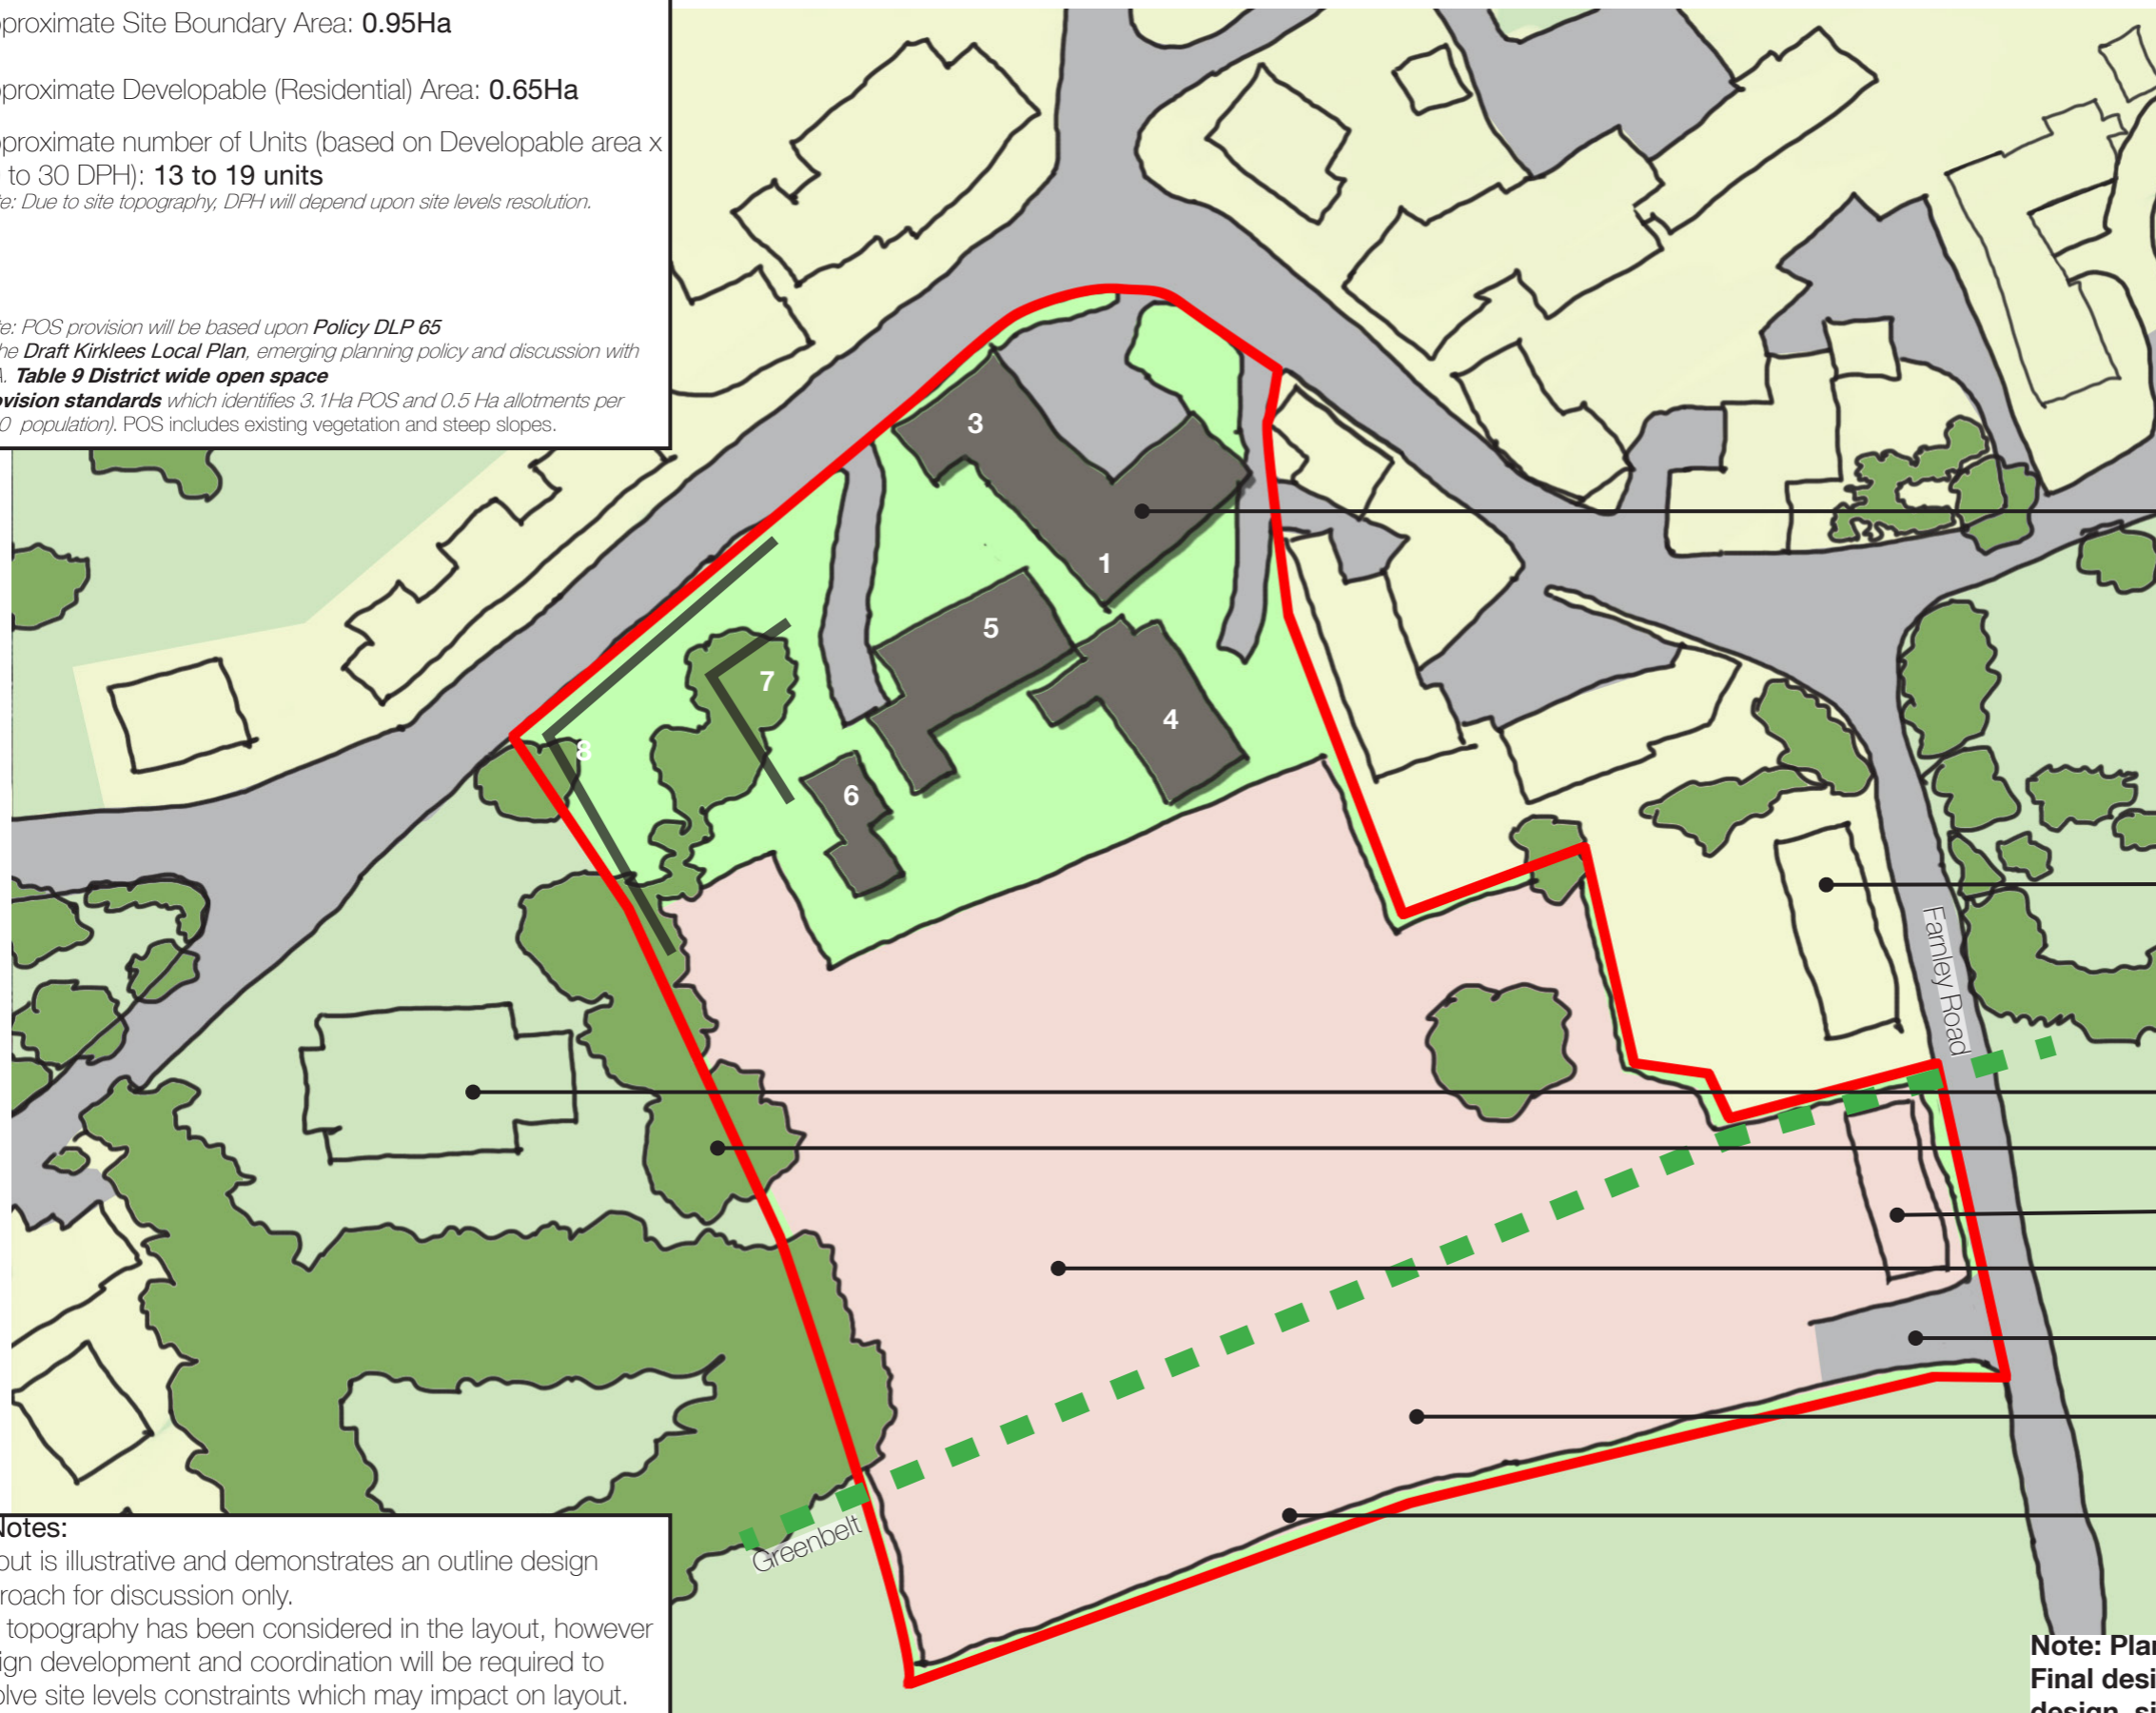 proximate Site Boundary Area: 0.95Ha
proximate Developable (Residential) Area: 0.65Ha
proximate number of Units (based on Developable area x
to 30 DPH): 13 to 19 units
te: Due to site topography, DPH will depend upon site levels resolution.
te: POS provision will be based upon Policy DLP 65
he Draft Kirklees Local Plan, emerging planning policy and discussion with
A. Table 9 District wide open space
vision standards which identifies 3.1Ha POS and 0.5 Ha allotments per
0 population). POS includes existing vegetation and steep slopes.
3
1
5
7
4
8
6
Farnley Road
Greenbelt
Notes:
out is illustrative and demonstrates an outline design
roach for discussion only.
topography has been considered in the layout, however
ign development and coordination will be required to
olve site levels constraints which may impact on layout.
Note: Plan
Final desi
design, si